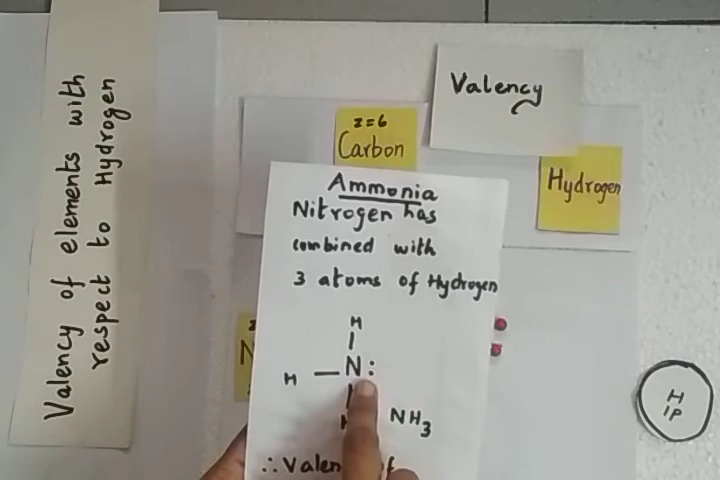 Valency of elements with
respect to Hydrogen
Valency
z=6
Carbon
Hydrogen
Ammonia
Nitrogen has
combined with
3 atoms of Hydrogen
H
H — N:
H
NH3
H
1P